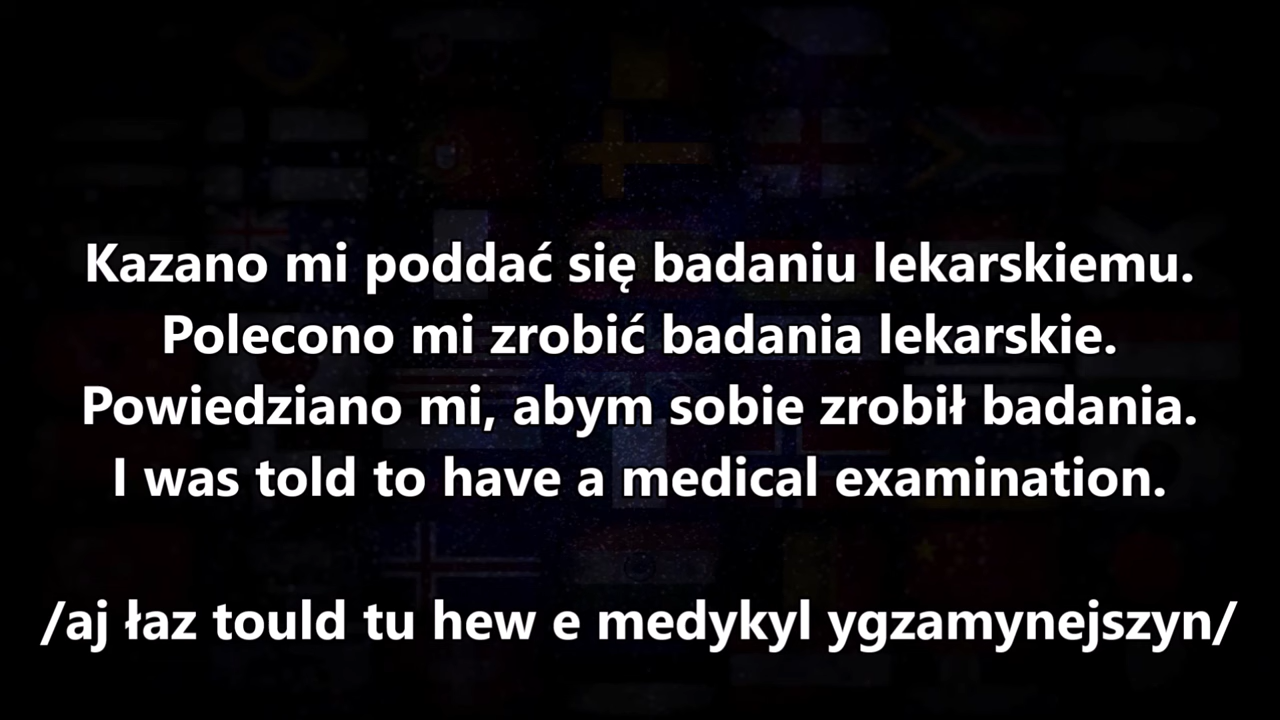 Kazano mi poddać się badaniu lekarskiemu.
Polecono mi zrobić badania lekarskie.
Powiedziano mi, abym sobie zrobił badania.
I was told to have a medical examination.
/aj łaz tould tu hew e medykyl ygzamynejszyn/